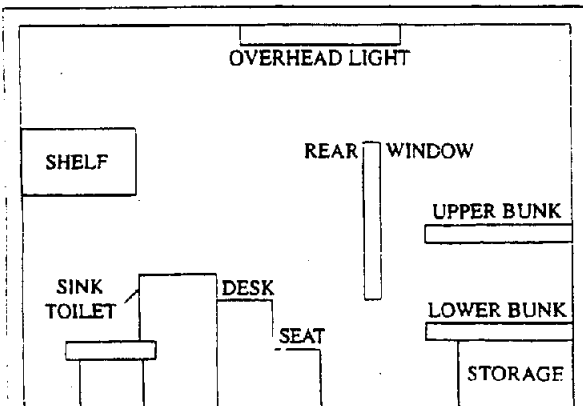 OVERHEAD LIGHT
SHELF
REAR WINDOW
UPPER BUNK
SINK
TOILET
DESK
LOWER BUNK
SEAT
STORAGE